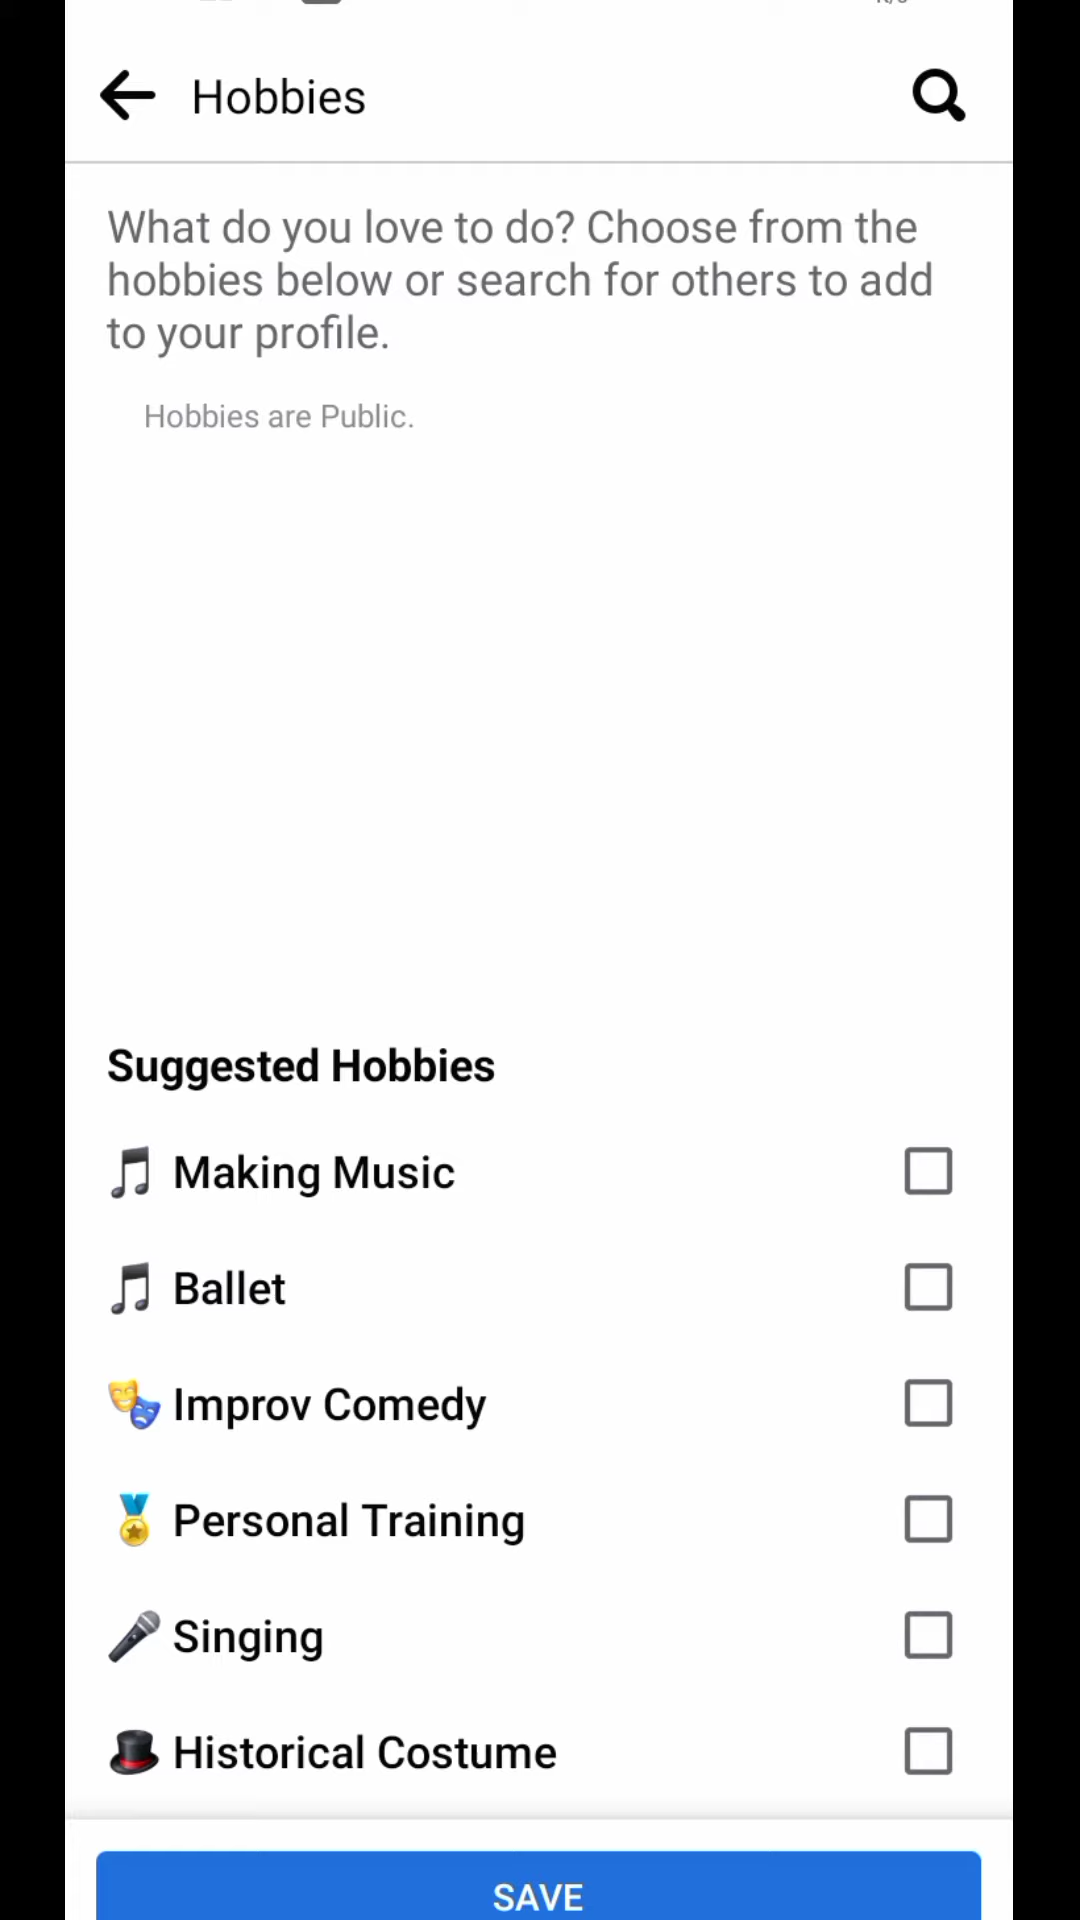 Hobbies
What do you love to do? Choose from the
hobbies below or search for others to add
to your profile.
Hobbies are Public.
Suggested Hobbies
Making Music
Ballet
Improv Comedy
Personal Training
Singing
Historical Costume
SAVE